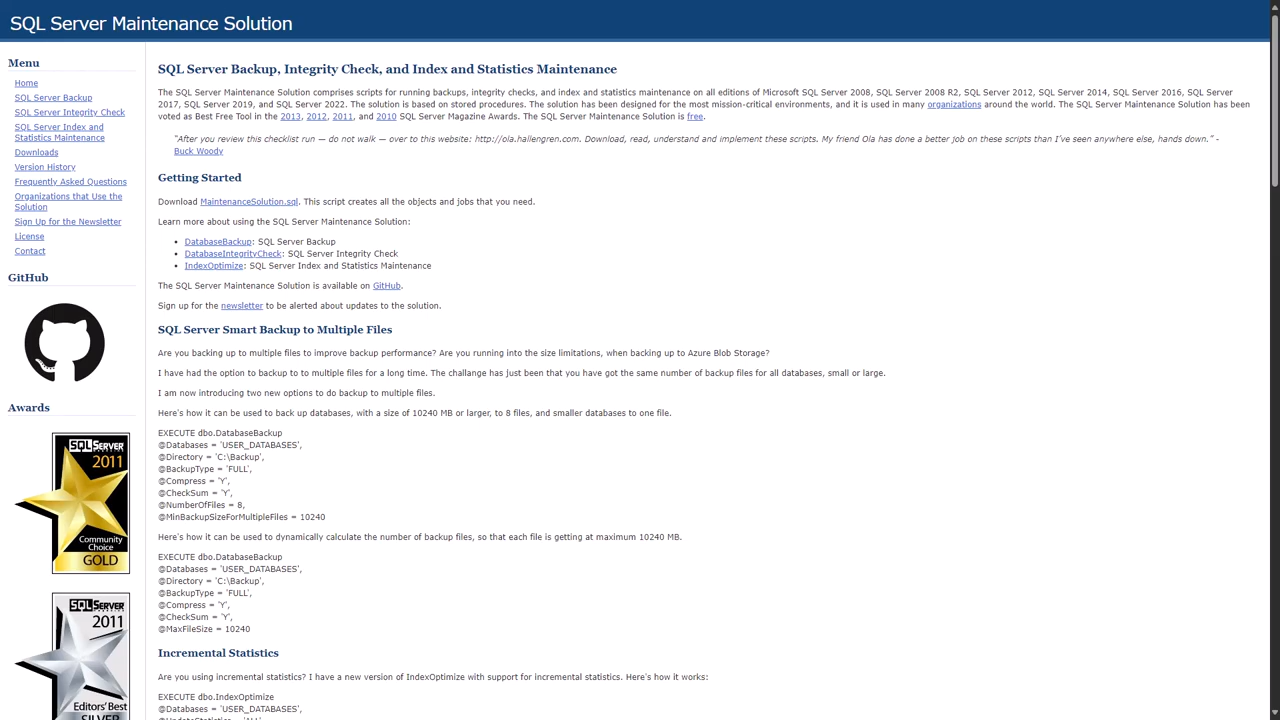 SQL Server Maintenance Solution
Menu
Home
SQL Server Backup
SQL Server Integrity Check
SQL Server Index and
Statistics Maintenance
Downloads
Version History
Frequently Asked Questions
Organizations that Use the
Solution
Sign Up for the Newsletter
License
Contact
GitHub
Awards
SQL SERVER
2011
Community
Choice
GOLD
SQL SERVER
2011
Editors' Best
SILVER
SQL Server Backup, Integrity Check, and Index and Statistics Maintenance
The SQL Server Maintenance Solution comprises scripts for running backups, integrity checks, and index and statistics maintenance on all editions of Microsoft SQL Server 2008, SQL Server 2008 R2, SQL Server 2012, SQL Server 2014, SQL Server 2016, SQL Server
2017, SQL Server 2019, and SQL Server 2022. The solution is based on stored procedures. The solution has been designed for the most mission-critical environments, and it is used in many organizations around the world. The SQL Server Maintenance Solution has been
voted as Best Free Tool in the 2013, 2012, 2011, and 2010 SQL Server Magazine Awards. The SQL Server Maintenance Solution is free.
"After you review this checklist run — do not walk — over to this website: http://ola.hallengren.com. Download, read, understand and implement these scripts. My friend Ola has done a better job on these scripts than I've seen anywhere else, hands down." -
Buck Woody
Getting Started
Download MaintenanceSolution.sql. This script creates all the objects and jobs that you need.
Learn more about using the SQL Server Maintenance Solution:
• DatabaseBackup: SQL Server Backup
• DatabaseIntegrityCheck: SQL Server Integrity Check
• IndexOptimize: SQL Server Index and Statistics Maintenance
The SQL Server Maintenance Solution is available on GitHub.
Sign up for the newsletter to be alerted about updates to the solution.
SQL Server Smart Backup to Multiple Files
Are you backing up to multiple files to improve backup performance? Are you running into the size limitations, when backing up to Azure Blob Storage?
I have had the option to backup to to multiple files for a long time. The challange has just been that you have got the same number of backup files for all databases, small or large.
I am now introducing two new options to do backup to multiple files.
Here's how it can be used to back up databases, with a size of 10240 MB or larger, to 8 files, and smaller databases to one file.
EXECUTE dbo.DatabaseBackup
@Databases = 'USER_DATABASES',
@Directory = 'C:\Backup',
@BackupType = 'FULL',
@Compress = 'Y',
@CheckSum = 'Y',
@NumberOfFiles = 8,
@MinBackupSizeForMultipleFiles = 10240
Here's how it can be used to dynamically calculate the number of backup files, so that each file is getting at maximum 10240 MB.
EXECUTE dbo.DatabaseBackup
@Databases = 'USER_DATABASES',
@Directory = 'C:\Backup',
@BackupType = 'FULL',
@Compress = 'Y',
@CheckSum = 'Y',
@MaxFileSize = 10240
Incremental Statistics
Are you using incremental statistics? I have a new version of IndexOptimize with support for incremental statistics. Here's how it works:
EXECUTE dbo.IndexOptimize
@Databases = 'USER_DATABASES',
@UpdateStatistics = 'ALL',